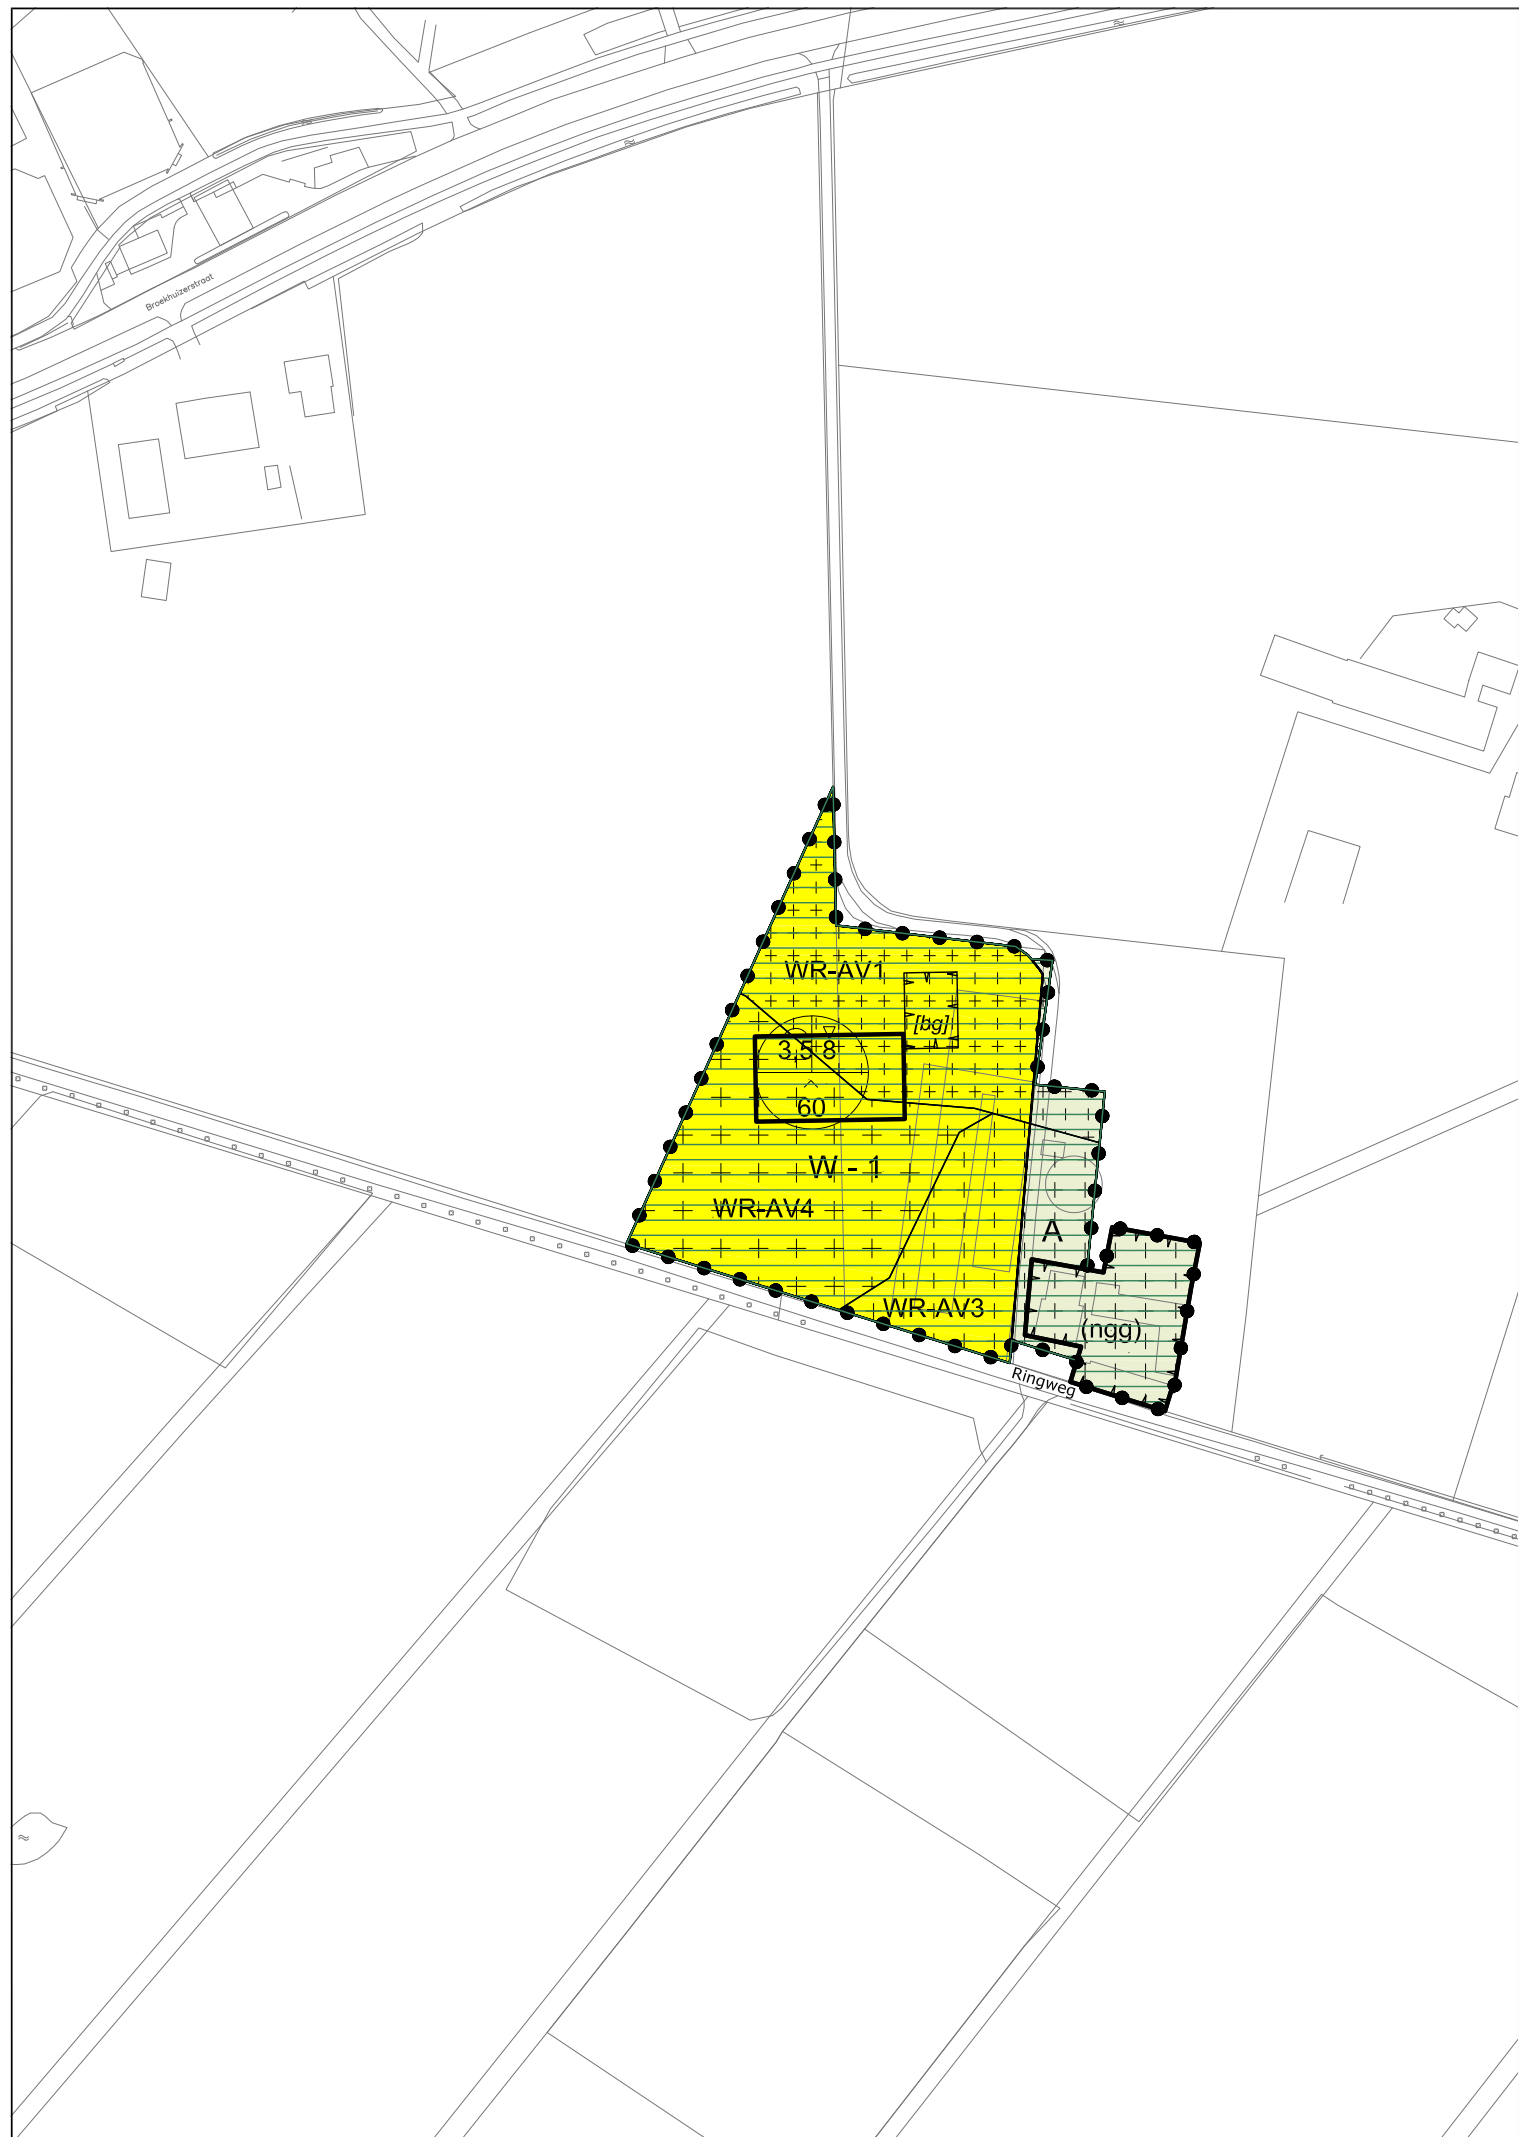 Broekhuizerstraat
WR-AV1
[bg]
3,5 8
60
W - 1
WR-AV4
A
WR-AV3
(ngg)
Ringweg